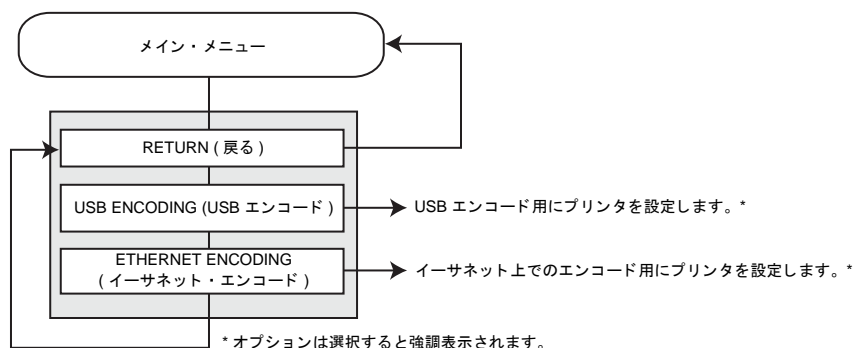 メイン・メニュー
RETURN ( 戻る )
USB ENCODING (USB エンコード )
USB エンコード用にプリンタを設定します。*
ETHERNET ENCODING
( イーサネット・エンコード )
イーサネット上でのエンコード用にプリンタを設定します。*
* オプションは選択すると強調表示されます。